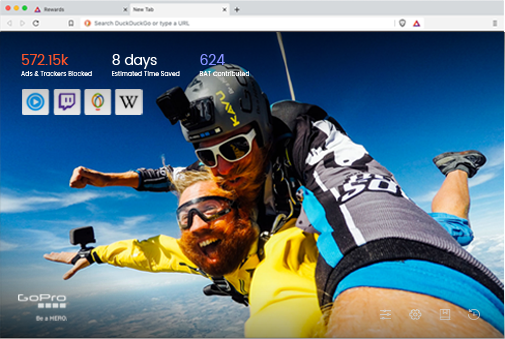 Rewards
New Tab
Search DuckDuckGo or type a URL
572.15k
8 days
624
Ads & Trackers Blocked
Estimated Time Saved
BAT contributed
W
KAVU
GoPro
Be a HERO.